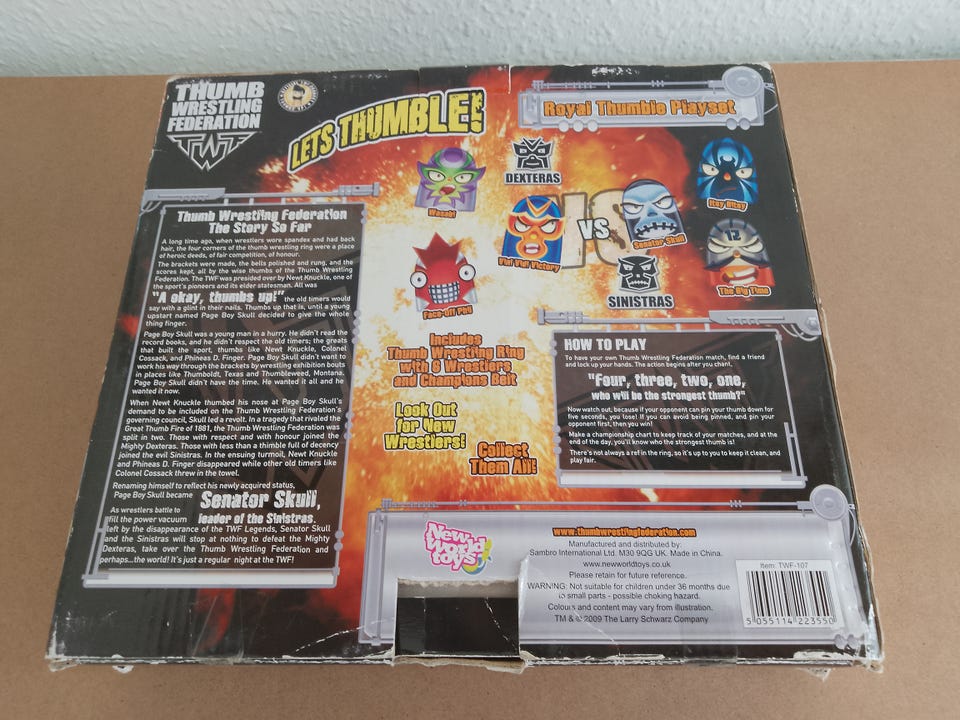 THUMB
WRESTLING
FEDERATION
TWF
LETS THUMBLE!
Royal Thumble Playset
Wasabi
DEXTERAS
Vini Vidi Victory
VS
Senator Skull
Itsy Bitsy
12
The Big Time
Face-off Phil
SINISTRAS
Thumb Wrestling Federation
The Story So Far
A long time ago, when wrestlers wore spandex and had back
hair, the four corners of the thumb wrestling ring were a place
of heroic deeds, of fair competition, of honour.
The brackets were made, the belts polished and rung, and the
scores kept, all by the wise thumbs of the Thumb Wrestling
Federation. The TWF was presided over by Newt Knuckle, one of
the sport's pioneers and its elder statesman. All was
"A okay, thumbs up!" the old timers would
say with a glint in their nails. Thumbs up that is, until a young
upstart named Page Boy Skull decided to give the whole
thing finger.
Page Boy Skull was a young man in a hurry. He didn't read the
record books, and he didn't respect the old timers; the greats
that built the sport, thumbs like Newt Knuckle, Colonel
Cossack, and Phineas D. Finger. Page Boy Skull didn't want to
work his way through the brackets by wrestling exhibition bouts
in places like Thumboldt, Texas and Thumbleweed, Montana.
Page Boy Skull didn't have the time. He wanted it all and he
wanted it now.
When Newt Knuckle thumbed his nose at Page Boy Skull's
demand to be included on the Thumb Wrestling Federation's
governing council, Skull led a revolt. In a tragedy that rivaled the
Great Thumb Fire of 1881, the Thumb Wrestling Federation was
split in two. Those with respect and with honour joined the
Mighty Dexteras. Those with less than a thimble full of decency
joined the evil Sinistras. In the ensuing turmoil, Newt Knuckle
and Phineas D. Finger disappeared while other old timers like
Colonel Cossack threw in the towel.
Renaming himself to reflect his newly acquired status,
Page Boy Skull became Senator Skull,
leader of the Sinistras.
As wrestlers battle to
fill the power vacuum
left by the disappearance of the TWF Legends, Senator Skull
and the Sinistras will stop at nothing to defeat the Mighty
Dexteras, take over the Thumb Wrestling Federation and
perhaps...the world! It's just a regular night at the TWF!
Includes
Thumb Wrestling Ring
with 6 Wrestlers
and Champions Belt
Look Out
for New
Wrestlers!
Collect
Them All!
HOW TO PLAY
To have your own Thumb Wrestling Federation match, find a friend
and lock up your hands. The action begins after you chant.
"Four, three, two, one,
who will be the strongest thumb?"
Now watch out, because if your opponent can pin your thumb down for
five seconds, you lose! If you can avoid being pinned, and pin your
opponent first, then you win!
Make a championship chart to keep track of your matches, and at the
end of the day, you'll know who the strongest thumb is!
There's not always a ref in the ring, so it's up to you to keep it clean, and
play fair.
New
World
toys
www.thumbwrestlingfederation.com
Manufactured and distributed by:
Sambro International Ltd. M30 9QG UK. Made in China.
www.newworldtoys.co.uk
Please retain for future reference.
WARNING: Not suitable for children under 36 months due
to small parts - possible choking hazard.
Colours and content may vary from illustration.
TM & © 2009 The Larry Schwarz Company
Item: TWF-107
5 055114 223550